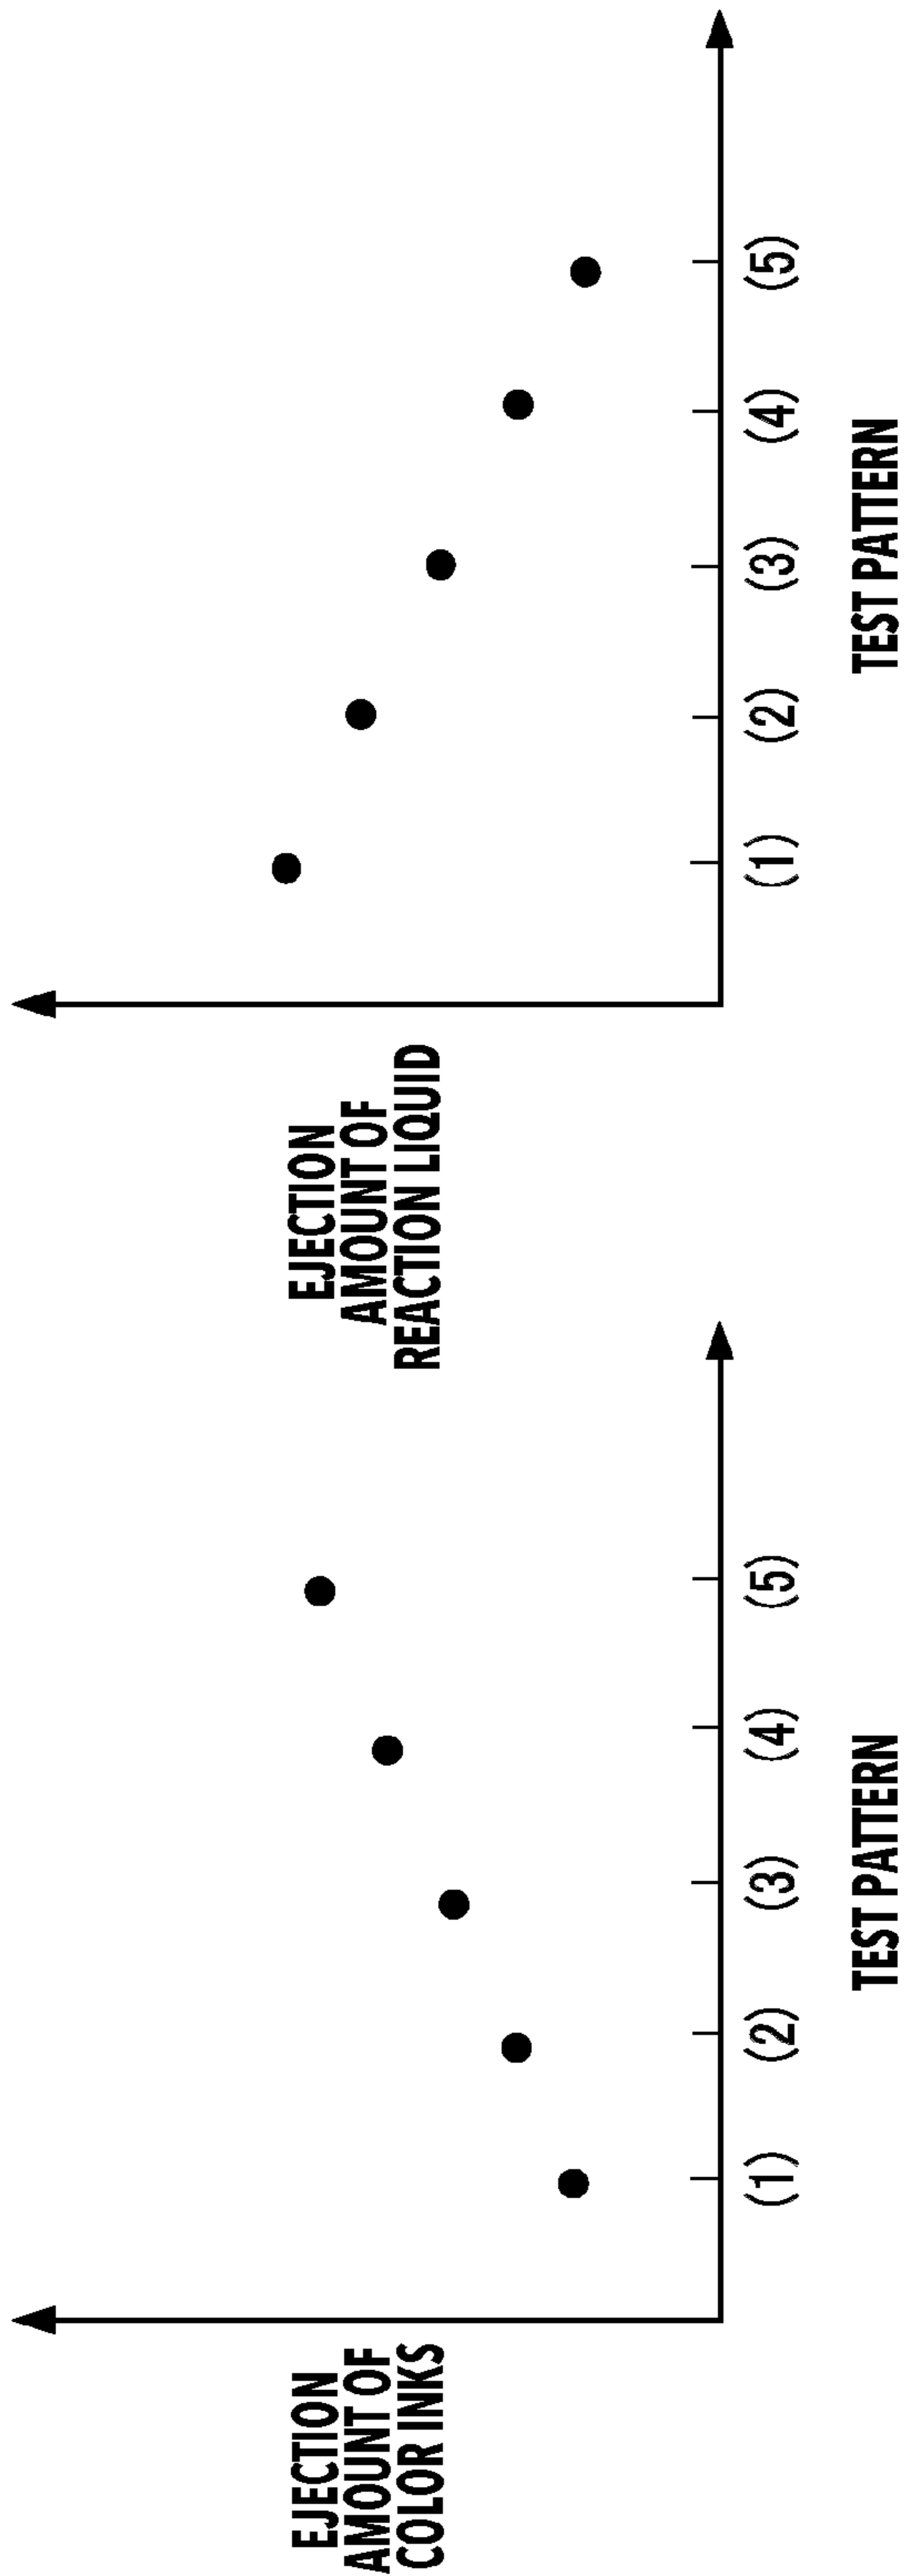 EJECTION
AMOUNT OF
COLOR INKS
(1) (2) (3) (4) (5)
TEST PATTERN
EJECTION
AMOUNT OF
REACTION LIQUID
(1) (2) (3) (4) (5)
TEST PATTERN